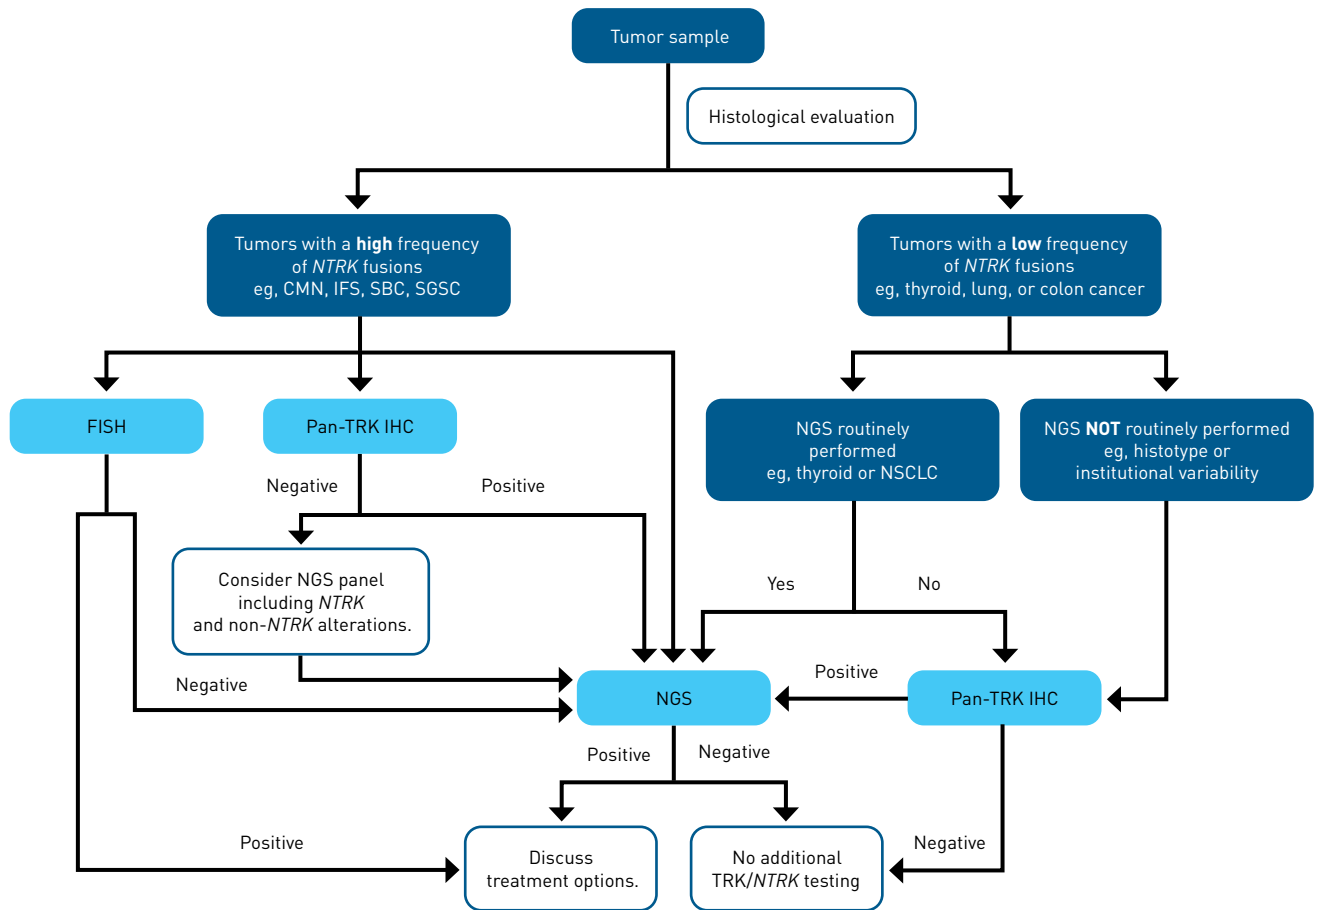 Tumor sample
Histological evaluation
Tumors with a high frequency
of NTRK fusions
eg, CMN, IFS, SBC, SGSC
Tumors with a low frequency
of NTRK fusions
eg, thyroid, lung, or colon cancer
FISH
Pan-TRK IHC
NGS routinely
performed
eg, thyroid or NSCLC
NGS NOT routinely performed
eg, histotype or
institutional variability
Negative
Positive
Consider NGS panel
including NTRK
and non-NTRK alterations.
Yes
No
Negative
NGS
Positive
Pan-TRK IHC
Positive
Negative
Positive
Discuss
treatment options.
No additional
TRK/NTRK testing
Negative